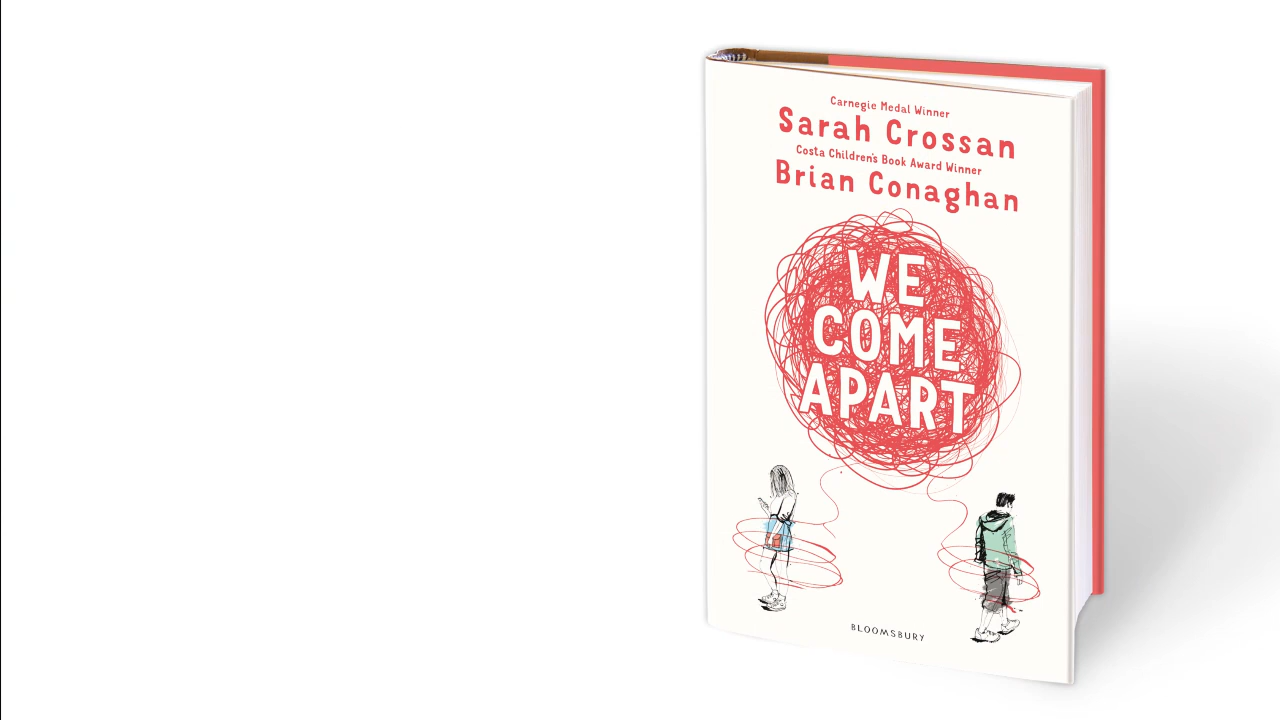 Carnegie Medal Winner
Sarah Crossan
Costa Children's Book Award Winner
Brian Conaghan
WE
COME
APART
BLOOMSBURY